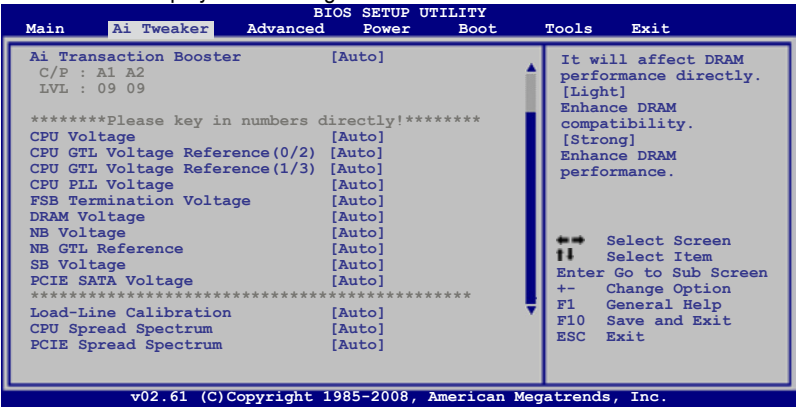 BIOS SETUP UTILITY
Main Ai Tweaker Advanced Power Boot Tools Exit
Ai Transaction Booster [Auto]
C/P : A1 A2
LVL : 09 09
********Please key in numbers directly!********
CPU Voltage [Auto]
CPU GTL Voltage Reference(0/2) [Auto]
CPU GTL Voltage Reference(1/3) [Auto]
CPU PLL Voltage [Auto]
FSB Termination Voltage [Auto]
DRAM Voltage [Auto]
NB Voltage [Auto]
NB GTL Reference [Auto]
SB Voltage [Auto]
PCIE SATA Voltage [Auto]
***********************************************
Load-Line Calibration [Auto]
CPU Spread Spectrum [Auto]
PCIE Spread Spectrum [Auto]
It will affect DRAM
performance directly.
[Light]
Enhance DRAM
compatibility.
[Strong]
Enhance DRAM
performance.
←→ Select Screen
↑↓ Select Item
Enter Go to Sub Screen
+- Change Option
F1 General Help
F10 Save and Exit
ESC Exit
v02.61 (C)Copyright 1985-2008, American Megatrends, Inc.